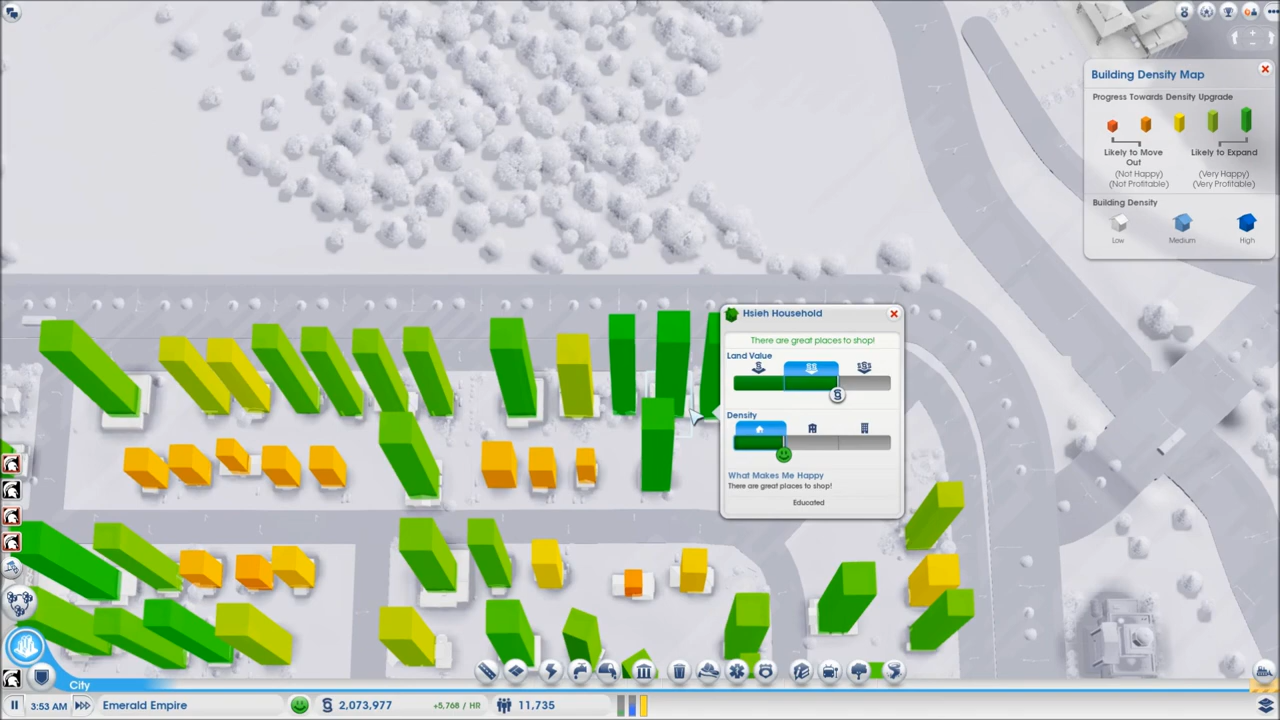 Building Density Map
Progress Towards Density Upgrade
Likely to Move Out
Likely to Expand
(Not Happy)
(Very Happy)
(Not Profitable)
(Very Profitable)
Building Density
Low
Medium
High
Hsieh Household
There are great places to shop!
Land Value
Density
What Makes Me Happy
There are great places to shop!
Educated
City
3:53 AM
Emerald Empire
2,073,977
+5,768 / HR
11,735